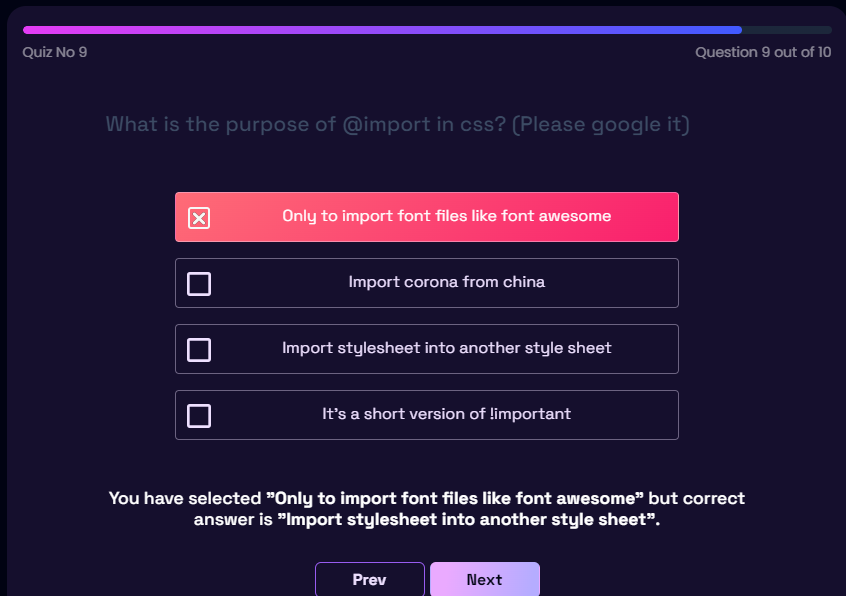 Quiz No 9
Question 9 out of 10
What is the purpose of @import in css? (Please google it)
Only to import font files like font awesome
Import corona from china
Import stylesheet into another style sheet
It's a short version of !important
You have selected ”Only to import font files like font awesome” but correct
answer is ”Import stylesheet into another style sheet”.
Prev
Next